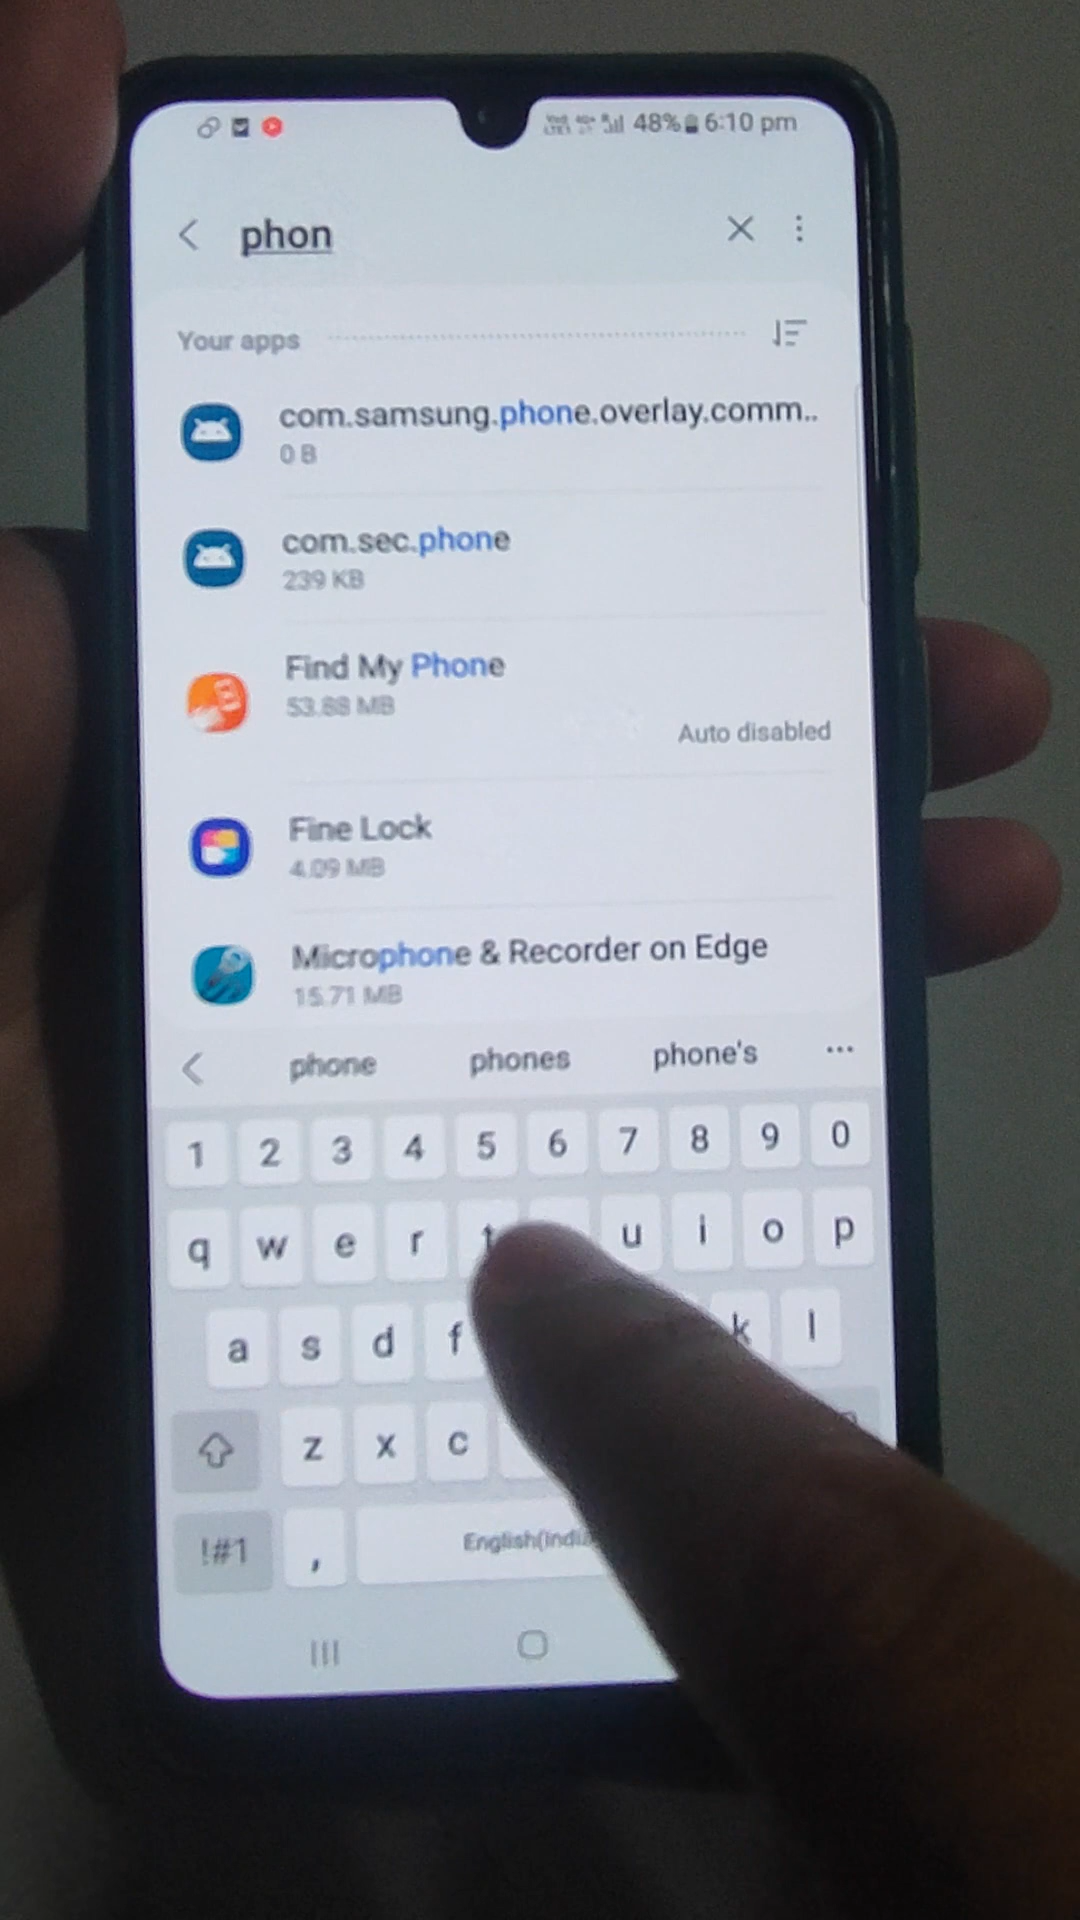 48% 6:10 pm
phon
Your apps
com.samsung.phone.overlay.comm..
0 B
com.sec.phone
239 KB
Find My Phone
53.88 MB
Auto disabled
Fine Lock
4.09 MB
Microphone & Recorder on Edge
15.71 MB
phone phones phone's ...
1 2 3 4 5 6 7 8 9 0
q w e r t u i o p
a s d f k l
z x c
!#1 ,